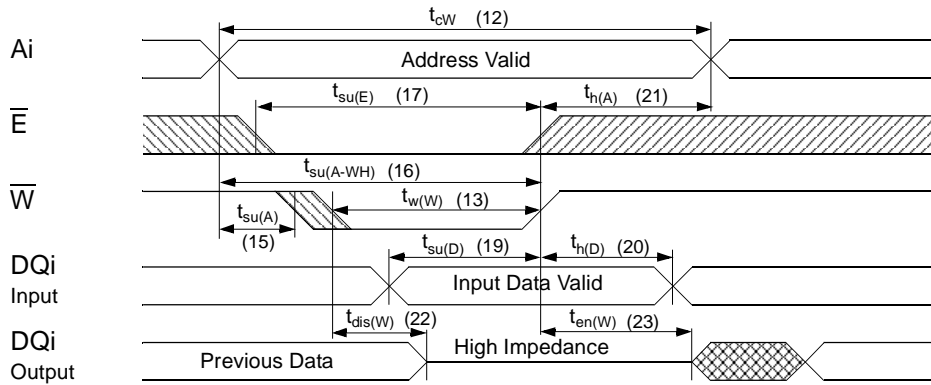 t_cW (12)
Ai
Address Valid
t_su(E) (17)
t_h(A) (21)
E̅
t_su(A-WH) (16)
W̅
t_w(W) (13)
t_su(A)
(15)
t_su(D) (19)
t_h(D) (20)
DQi
Input
Input Data Valid
t_dis(W) (22)
t_en(W) (23)
DQi
Output
Previous Data
High Impedance